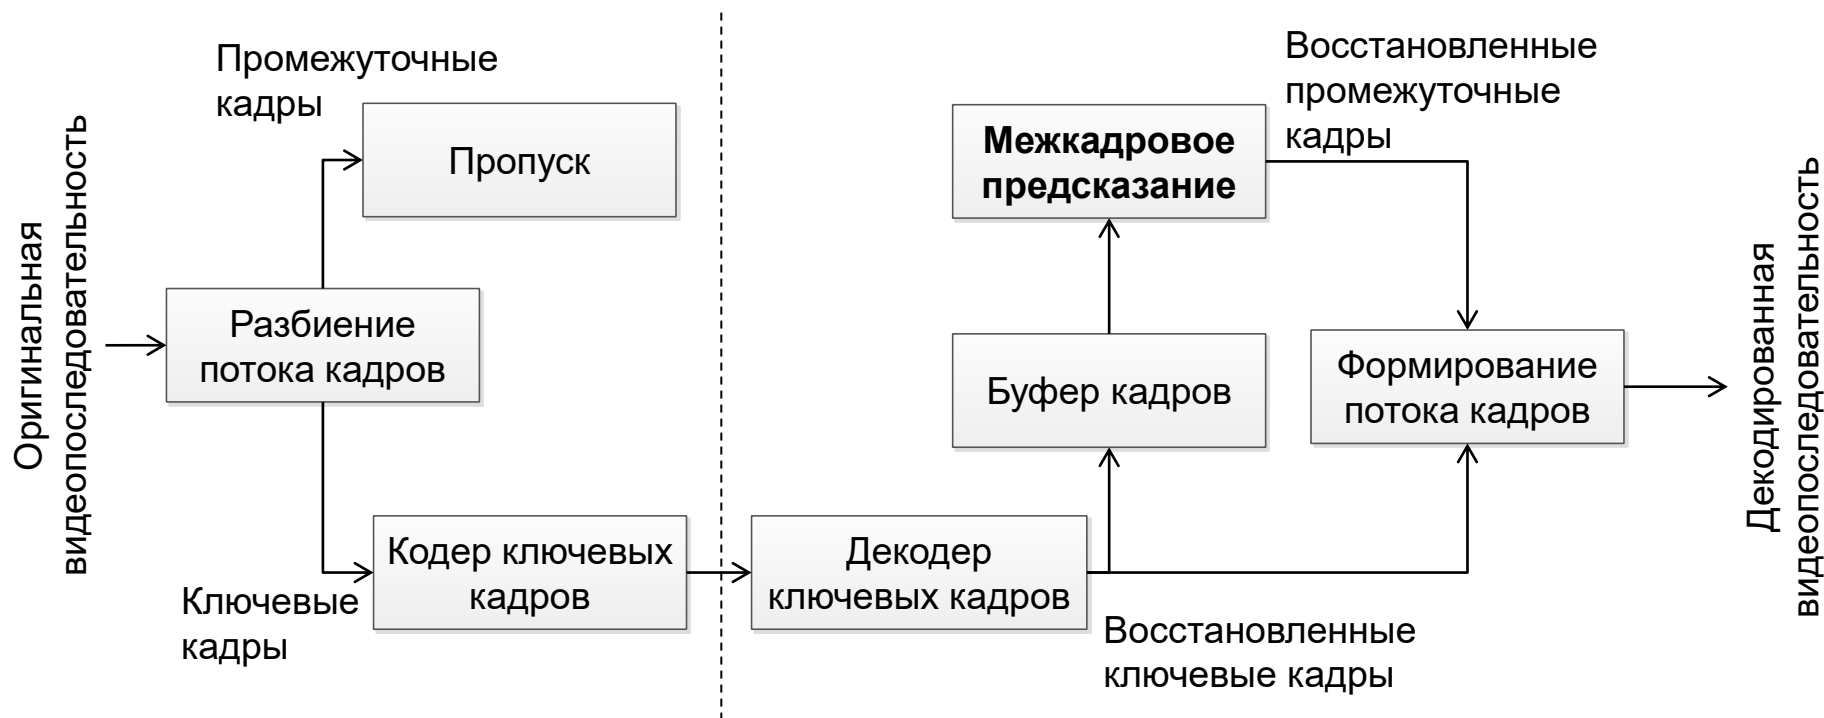 Оригинальная
видеопоследовательность
Промежуточные
кадры
Пропуск
Разбиение
потока кадров
Ключевые
кадры
Кодер ключевых
кадров
Декодер
ключевых кадров
Восстановленные
ключевые кадры
Буфер кадров
Межкадровое
предсказание
Восстановленные
промежуточные
кадры
Формирование
потока кадров
Декодированная
видеопоследовательность